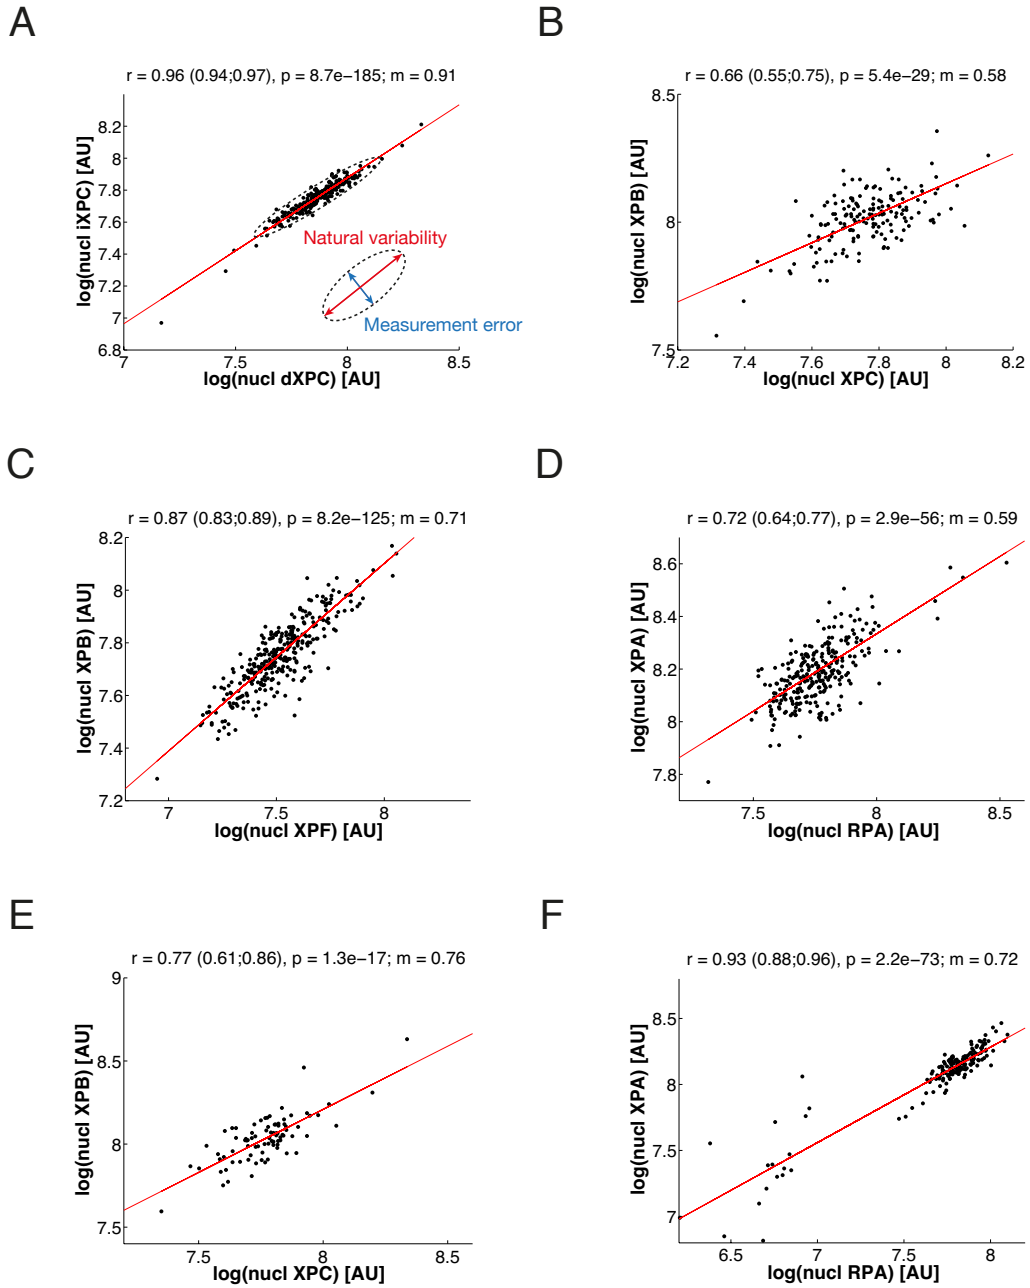 A
r = 0.96 (0.94;0.97), p = 8.7e−185; m = 0.91
log(nucl iXPC) [AU]
8.2
8
7.8
7.6
7.4
7.2
7
6.8
Natural variability
Measurement error
7
7.5
8
8.5
log(nucl dXPC) [AU]
B
r = 0.66 (0.55;0.75), p = 5.4e−29; m = 0.58
log(nucl XPB) [AU]
8.5
8
7.5
7.2
7.4
7.6
7.8
8
8.2
log(nucl XPC) [AU]
C
r = 0.87 (0.83;0.89), p = 8.2e−125; m = 0.71
log(nucl XPB) [AU]
8.2
8
7.8
7.6
7.4
7.2
7
7.5
8
log(nucl XPF) [AU]
D
r = 0.72 (0.64;0.77), p = 2.9e−56; m = 0.59
log(nucl XPA) [AU]
8.6
8.4
8.2
8
7.8
7.5
8
8.5
log(nucl RPA) [AU]
E
r = 0.77 (0.61;0.86), p = 1.3e−17; m = 0.76
log(nucl XPB) [AU]
9
8.5
8
7.5
7.5
8
8.5
log(nucl XPC) [AU]
F
r = 0.93 (0.88;0.96), p = 2.2e−73; m = 0.72
log(nucl XPA) [AU]
8.5
8
7.5
7
6.5
7
7.5
8
log(nucl RPA) [AU]